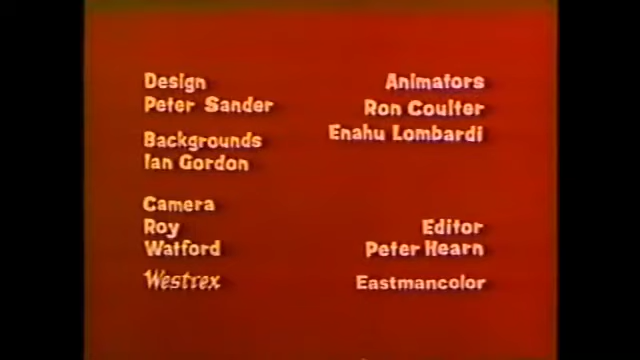 Design
Peter Sander
Backgrounds
Ian Gordon
Camera
Roy
Watford
Westrex
Animators
Ron Coulter
Enahu Lombardi
Editor
Peter Hearn
Eastmancolor